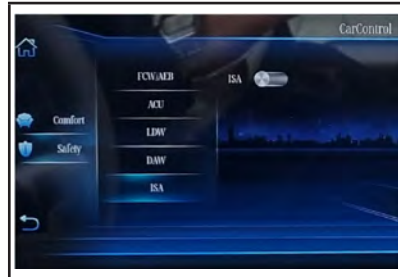 CarControl
FCW/AEB
ISA
ACU
Comfort
LDW
Safety
DAW
ISA